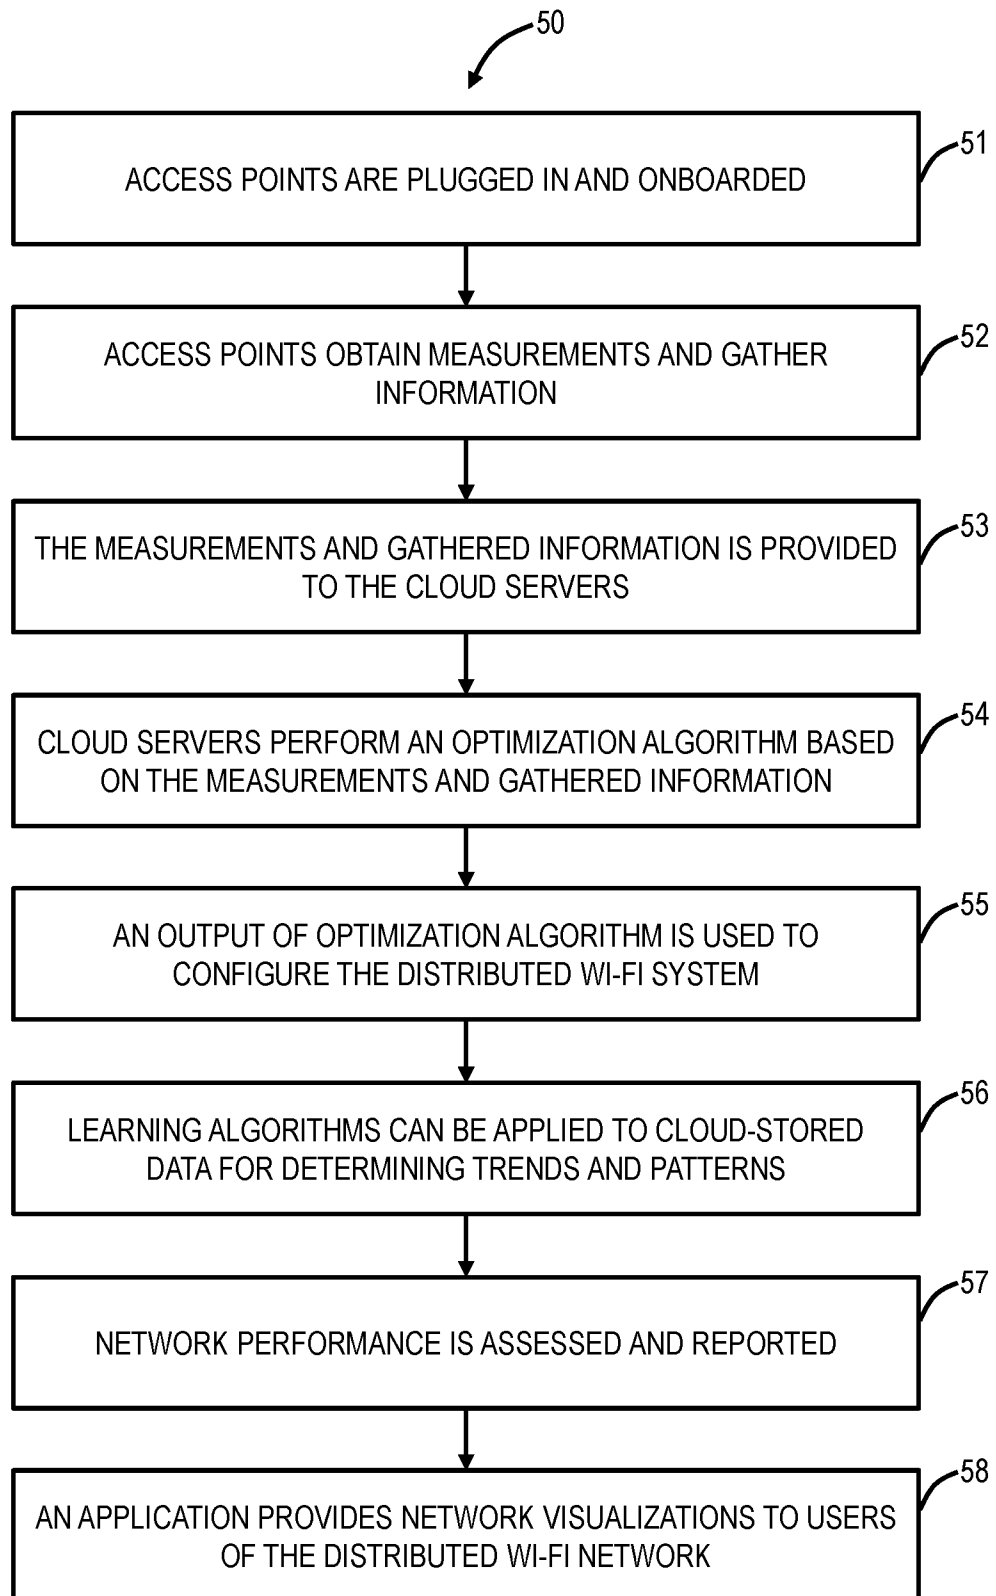 50
51
ACCESS POINTS ARE PLUGGED IN AND ONBOARDED
52
ACCESS POINTS OBTAIN MEASUREMENTS AND GATHER
INFORMATION
53
THE MEASUREMENTS AND GATHERED INFORMATION IS PROVIDED
TO THE CLOUD SERVERS
54
CLOUD SERVERS PERFORM AN OPTIMIZATION ALGORITHM BASED
ON THE MEASUREMENTS AND GATHERED INFORMATION
55
AN OUTPUT OF OPTIMIZATION ALGORITHM IS USED TO
CONFIGURE THE DISTRIBUTED WI-FI SYSTEM
56
LEARNING ALGORITHMS CAN BE APPLIED TO CLOUD-STORED
DATA FOR DETERMINING TRENDS AND PATTERNS
57
NETWORK PERFORMANCE IS ASSESSED AND REPORTED
58
AN APPLICATION PROVIDES NETWORK VISUALIZATIONS TO USERS
OF THE DISTRIBUTED WI-FI NETWORK